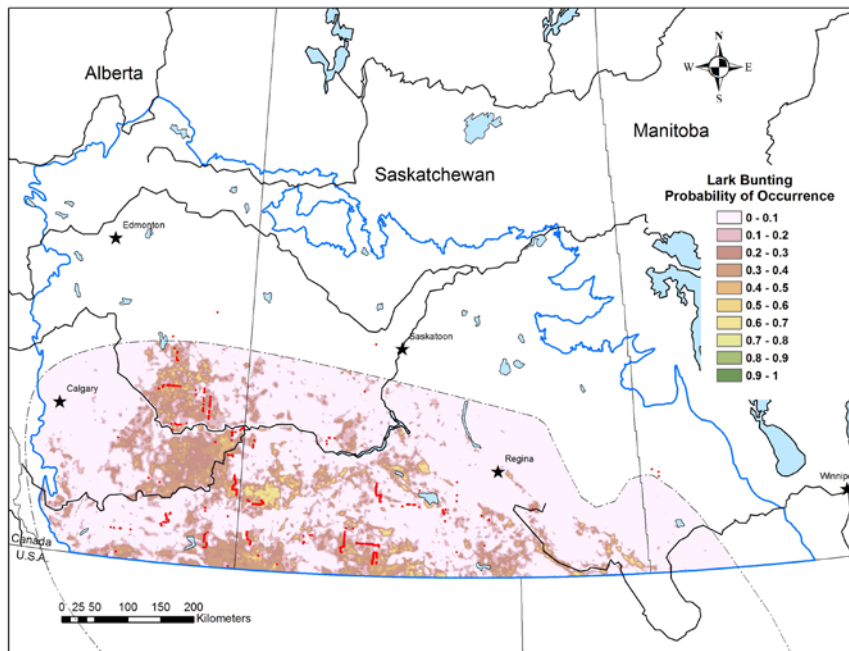 Alberta
N
W E
S
Manitoba
Saskatchewan
Lark Bunting
Probability of Occurrence
0 - 0.1
0.1 - 0.2
0.2 - 0.3
0.3 - 0.4
0.4 - 0.5
0.5 - 0.6
0.6 - 0.7
0.7 - 0.8
0.8 - 0.9
0.9 - 1
Edmonton
Saskatoon
Calgary
Regina
Winnipe
Canada
U.S.A.
0 25 50 100 150 200
Kilometers